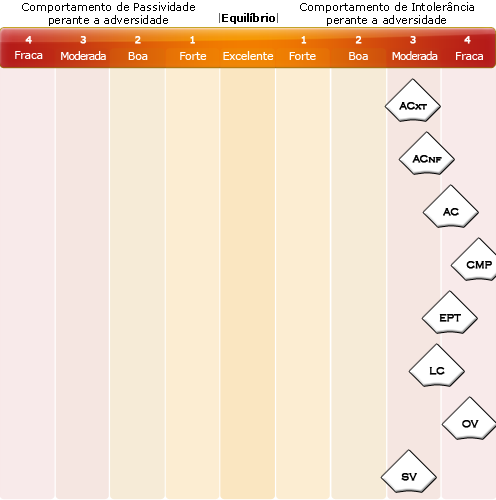 Comportamento de Passividade
perante a adversidade
|Equilíbrio|
Comportamento de Intolerância
perante a adversidade
4 3 2 1 1 2 3 4
Fraca Moderada Boa Forte Excelente Forte Boa Moderada Fraca
ACXT
ACNF
AC
CMP
EPT
LC
OV
SV